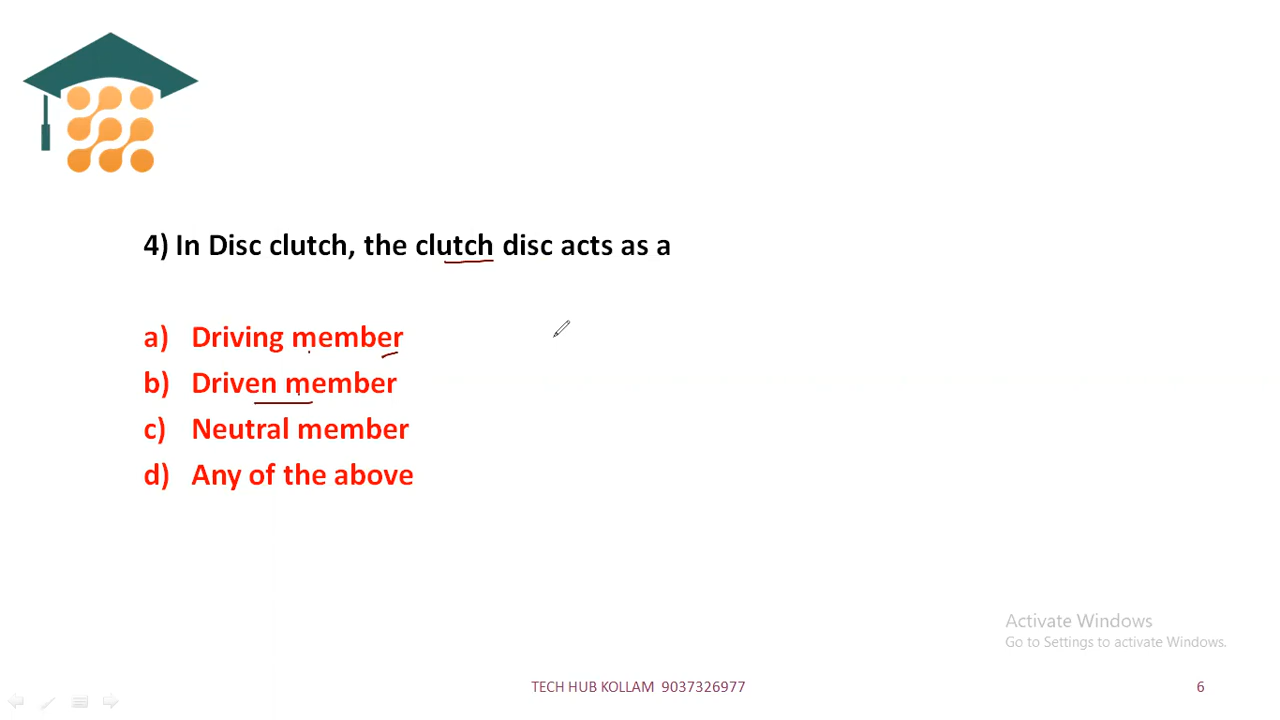 4) In Disc clutch, the clutch disc acts as a
a) Driving member
b) Driven member
c) Neutral member
d) Any of the above
Activate Windows
Go to Settings to activate Windows.
TECH HUB KOLLAM 9037326977
6